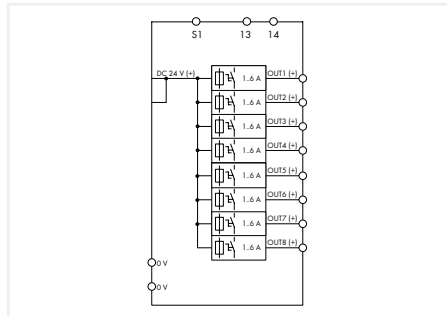 S1 13 14
DC 24 V (+) 1..6 A OUT1 (+)
1..6 A OUT2 (+)
1..6 A OUT3 (+)
1..6 A OUT4 (+)
1..6 A OUT5 (+)
1..6 A OUT6 (+)
1..6 A OUT7 (+)
1..6 A OUT8 (+)
0 V
0 V